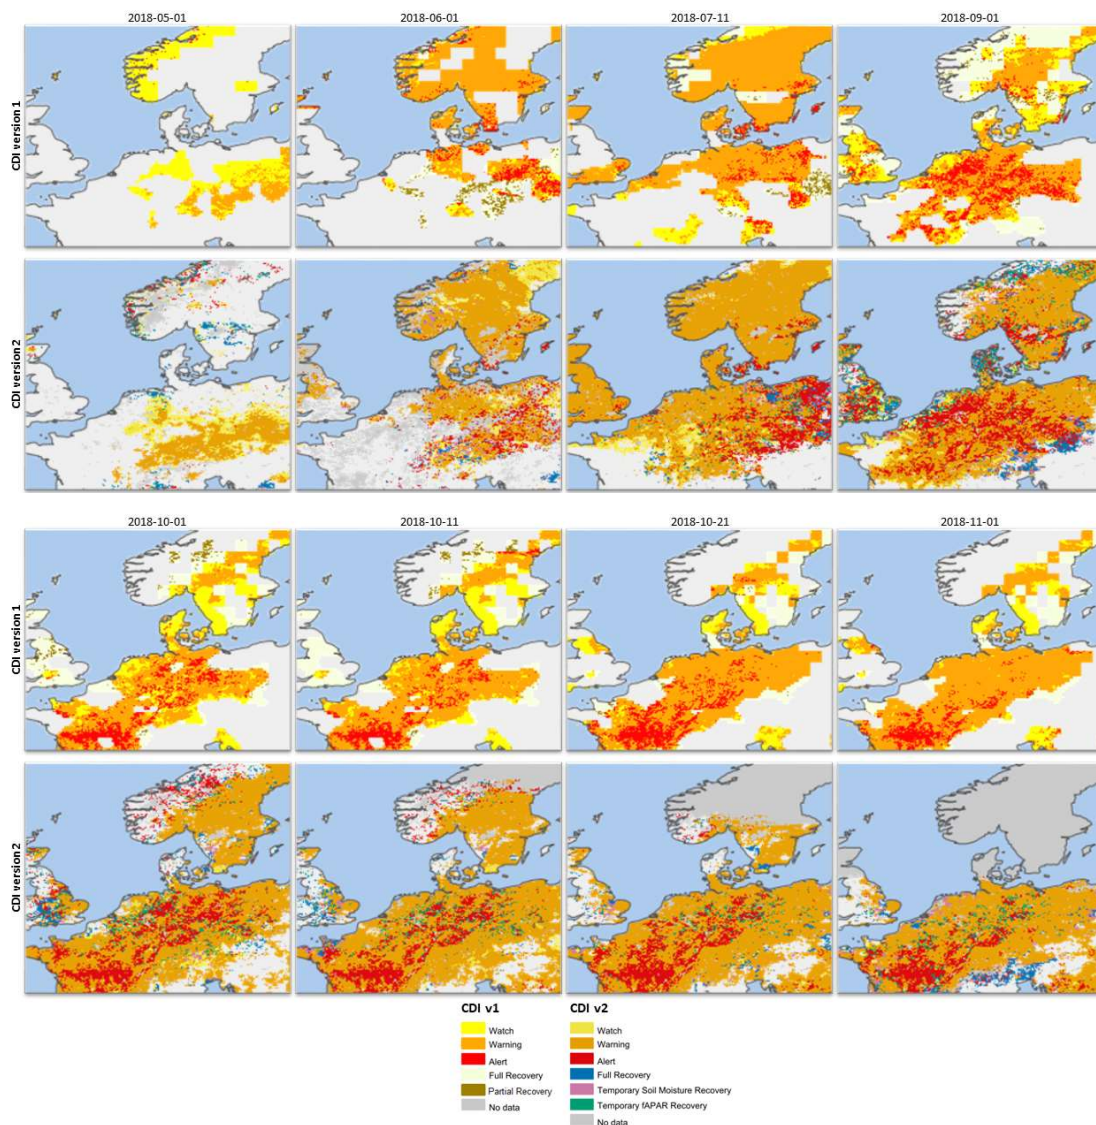 2018-05-01 2018-06-01 2018-07-11 2018-09-01
CDI version 1
CDI version 2
2018-10-01 2018-10-11 2018-10-21 2018-11-01
CDI version 1
CDI version 2
CDI v1 CDI v2
Watch Watch
Warning Warning
Alert Alert
Full Recovery Full Recovery
Partial Recovery Temporary Soil Moisture Recovery
No data Temporary fAPAR Recovery
No data